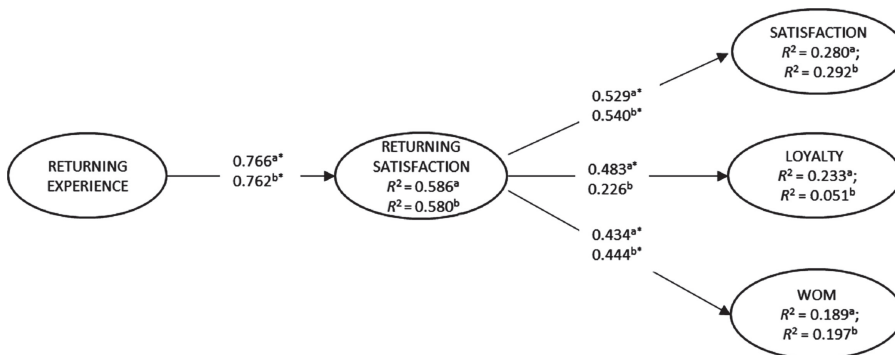 RETURNING
EXPERIENCE
0.766ᵃ*
0.762ᵇ*
RETURNING
SATISFACTION
R² = 0.586ᵃ
R² = 0.580ᵇ
0.529ᵃ*
0.540ᵇ*
0.483ᵃ*
0.226ᵇ
0.434ᵃ*
0.444ᵇ*
SATISFACTION
R² = 0.280ᵃ;
R² = 0.292ᵇ
LOYALTY
R² = 0.233ᵃ;
R² = 0.051ᵇ
WOM
R² = 0.189ᵃ;
R² = 0.197ᵇ